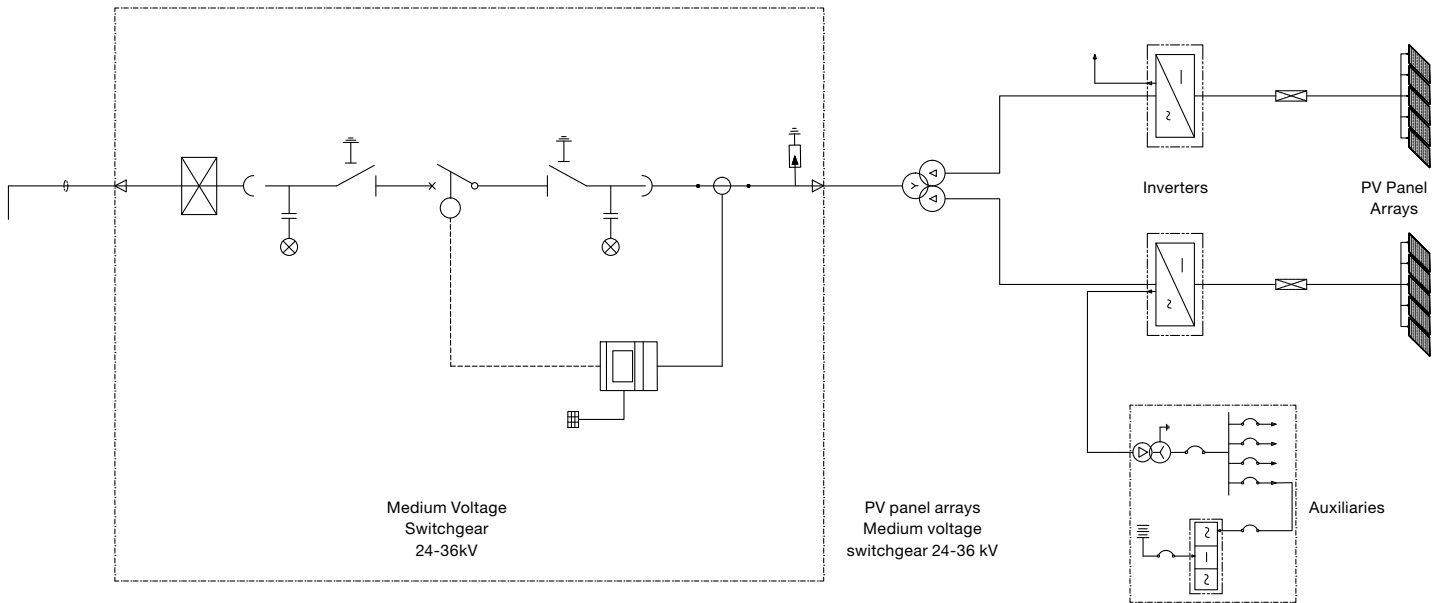 Inverters
PV Panel
Arrays
Medium Voltage
Switchgear
24-36kV
PV panel arrays
Medium voltage
switchgear 24-36 kV
Auxiliaries